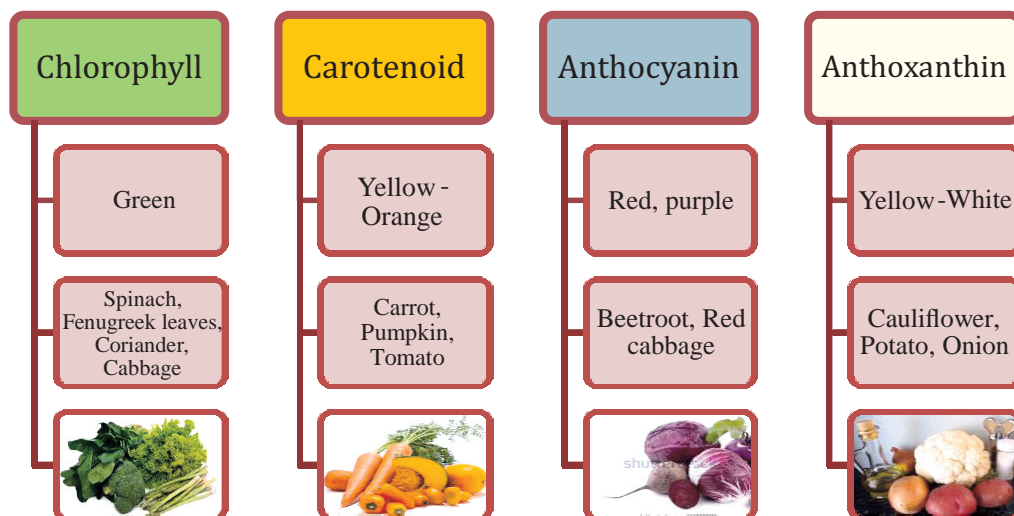 Chlorophyll
Green
Spinach,
Fenugreek leaves,
Coriander,
Cabbage
Carotenoid
Yellow -
Orange
Carrot,
Pumpkin,
Tomato
Anthocyanin
Red, purple
Beetroot, Red
cabbage
Anthoxanthin
Yellow-White
Cauliflower,
Potato, Onion